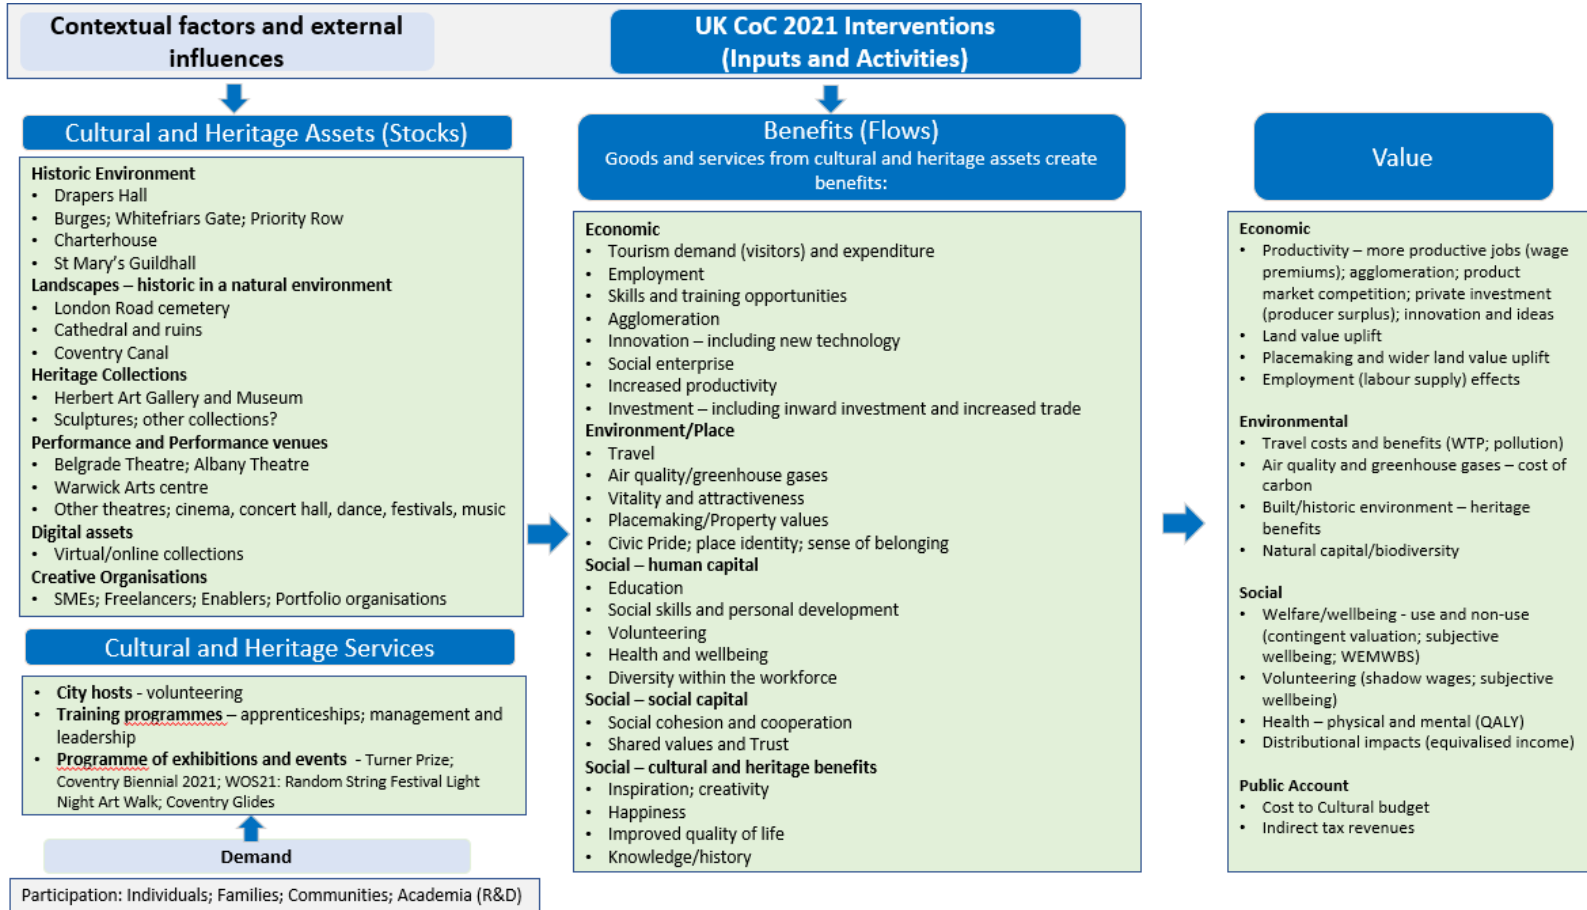 Contextual factors and external
influences
UK CoC 2021 Interventions
(Inputs and Activities)
Cultural and Heritage Assets (Stocks)
Historic Environment
• Drapers Hall
• Burges; Whitefriars Gate; Priority Row
• Charterhouse
• St Mary's Guildhall
Landscapes – historic in a natural environment
• London Road cemetery
• Cathedral and ruins
• Coventry Canal
Heritage Collections
• Herbert Art Gallery and Museum
• Sculptures; other collections?
Performance and Performance venues
• Belgrade Theatre; Albany Theatre
• Warwick Arts centre
• Other theatres; cinema, concert hall, dance, festivals, music
Digital assets
• Virtual/online collections
Creative Organisations
• SMEs; Freelancers; Enablers; Portfolio organisations
Cultural and Heritage Services
• City hosts - volunteering
• Training programmes – apprenticeships; management and
leadership
• Programme of exhibitions and events - Turner Prize;
Coventry Biennial 2021; WOS21: Random String Festival Light
Night Art Walk; Coventry Glides
Demand
Participation: Individuals; Families; Communities; Academia (R&D)
Benefits (Flows)
Goods and services from cultural and heritage assets create
benefits:
Economic
• Tourism demand (visitors) and expenditure
• Employment
• Skills and training opportunities
• Agglomeration
• Innovation – including new technology
• Social enterprise
• Increased productivity
• Investment – including inward investment and increased trade
Environment/Place
• Travel
• Air quality/greenhouse gases
• Vitality and attractiveness
• Placemaking/Property values
• Civic Pride; place identity; sense of belonging
Social – human capital
• Education
• Social skills and personal development
• Volunteering
• Health and wellbeing
• Diversity within the workforce
Social – social capital
• Social cohesion and cooperation
• Shared values and Trust
Social – cultural and heritage benefits
• Inspiration; creativity
• Happiness
• Improved quality of life
• Knowledge/history
Value
Economic
• Productivity – more productive jobs (wage
premiums); agglomeration; product
market competition; private investment
(producer surplus); innovation and ideas
• Land value uplift
• Placemaking and wider land value uplift
• Employment (labour supply) effects
Environmental
• Travel costs and benefits (WTP; pollution)
• Air quality and greenhouse gases – cost of
carbon
• Built/historic environment – heritage
benefits
• Natural capital/biodiversity
Social
• Welfare/wellbeing - use and non-use
(contingent valuation; subjective
wellbeing; WEMWBS)
• Volunteering (shadow wages; subjective
wellbeing)
• Health – physical and mental (QALY)
• Distributional impacts (equivalised income)
Public Account
• Cost to Cultural budget
• Indirect tax revenues